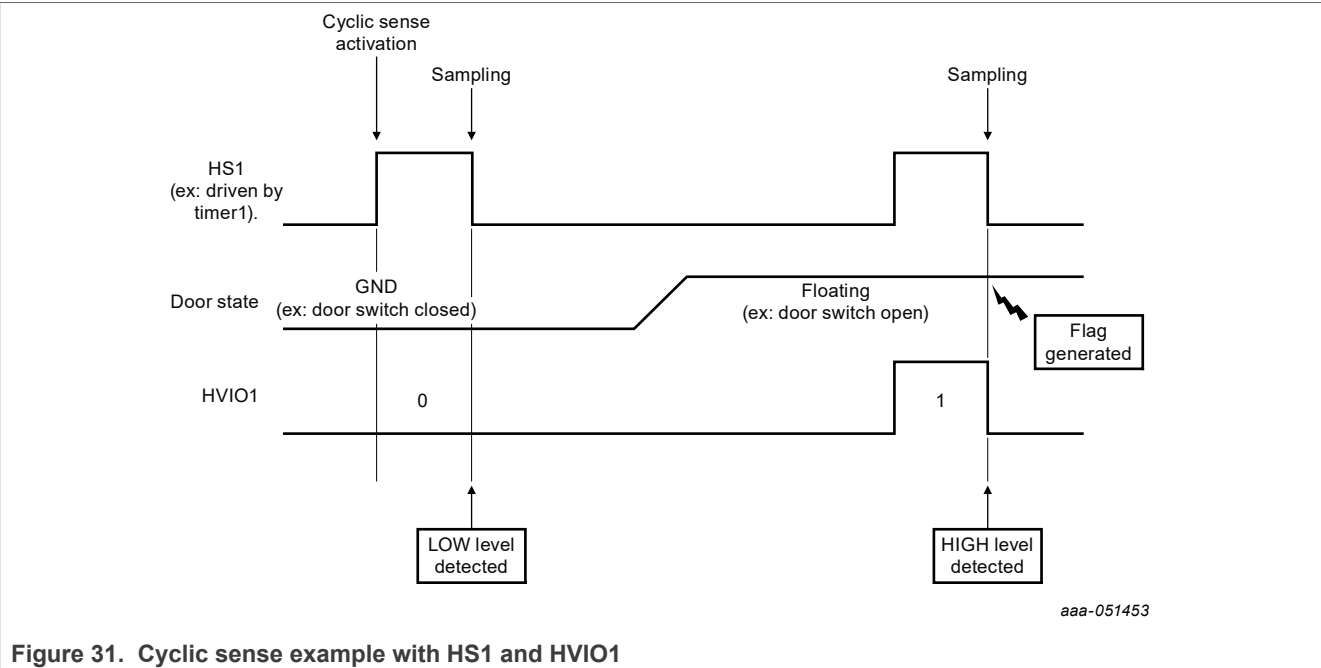 Cyclic sense
activation
Sampling
Sampling
HS1
(ex: driven by
timer1).
Door state
GND
(ex: door switch closed)
Floating
(ex: door switch open)
Flag
generated
HVIO1
0
1
LOW level
detected
HIGH level
detected
aaa-051453
Figure 31. Cyclic sense example with HS1 and HVIO1